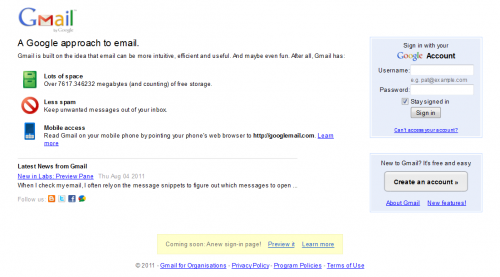 Gmail™
by Google
A Google approach to email.
Gmail is built on the idea that email can be more intuitive, efficient and useful. And maybe even fun. After all, Gmail has:
Lots of space
Over 7617.346232 megabytes (and counting) of free storage.
Less spam
Keep unwanted messages out of your inbox.
Mobile access
Read Gmail on your mobile phone by pointing your phone's web browser to http://googlemail.com. Learn
more
Latest News from Gmail
New in Labs: Preview Pane - Thu Aug 04 2011
When I check my email, I often rely on the message snippets to figure out which messages to open ...
Follow us:
Sign in with your
Google Account
Username:
e.g. pat@example.com
Password:
Stay signed in
Sign in
Can't access your account?
New to Gmail? It's free and easy.
Create an account »
About Gmail New features!
Coming soon: A new sign-in page! Preview it Learn more
© 2011 - Gmail for Organisations - Privacy Policy - Program Policies - Terms of Use